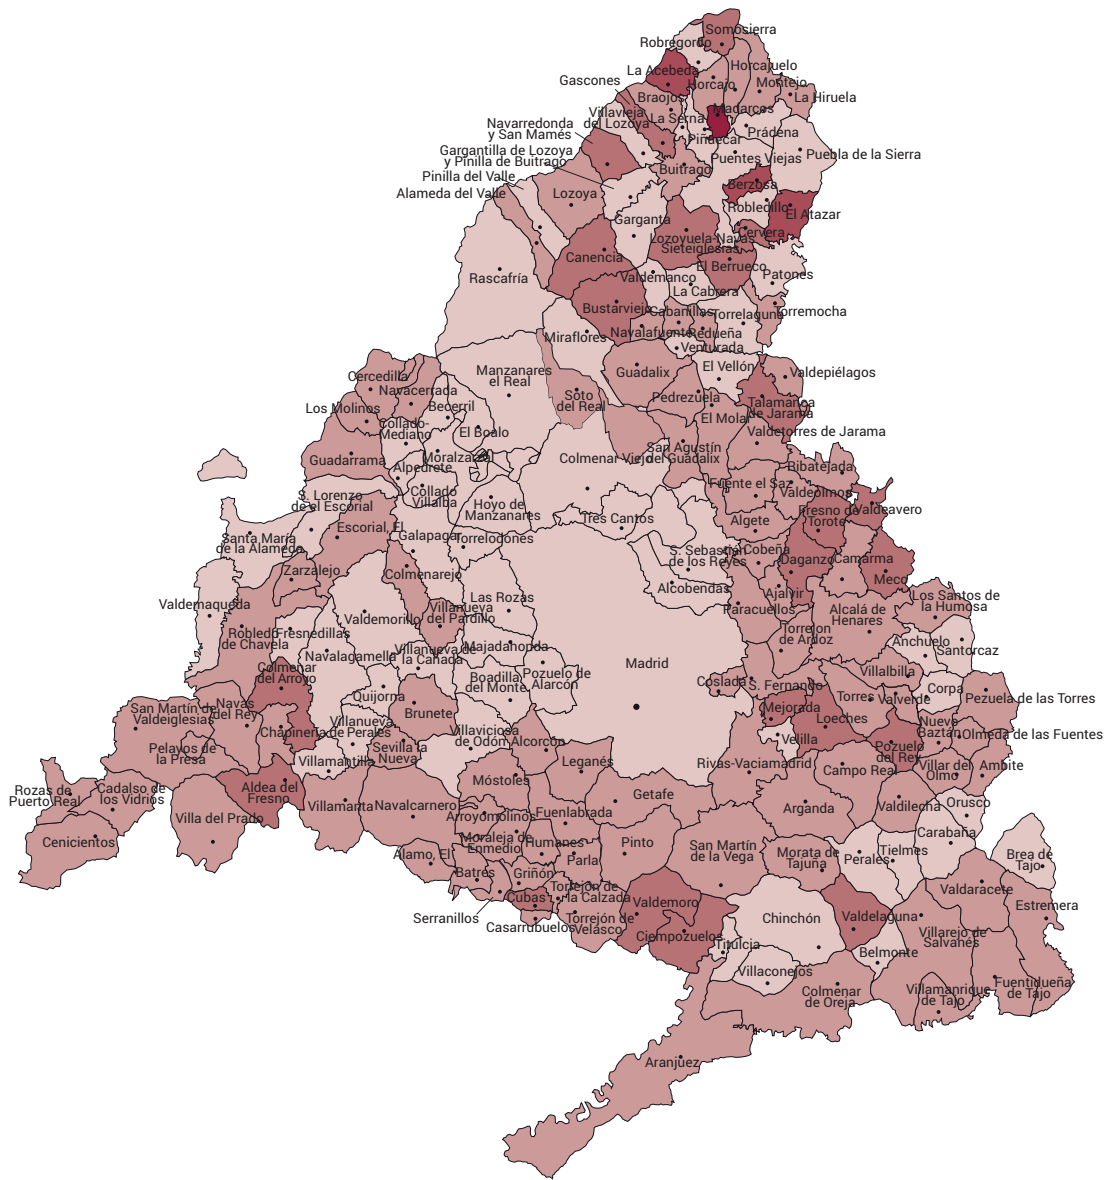 Somosierra
Robregordo
La Acebeda
Horcajuelo
Gascones
Horcajo
Montejo
Braojos
La Hiruela
Villavieja
del Lozoya
La Serna
Madarcos
Navarredonda
y San Mamés
Piñuécar
Prádena
Gargantilla de Lozoya
y Pinilla de Buitrago
Puentes Viejas
Puebla de la Sierra
Pinilla del Valle
Buitrago
Alameda del Valle
Lozoya
Berzosa
Robledillo
El Atazar
Garganta
Lozoyuela-Navas
Sieteiglesias
Cervera
Canencia
El Berrueco
Rascafría
Valdemanco
Patones
La Cabrera
Bustarviejo
Cabanillas
Torrelaguna
Torremocha
Miraflores
Navalafuente
Redueña
Venturada
Manzanares
el Real
Guadalix
El Vellón
Valdepiélagos
Cercedilla
Navacerrada
Soto
del Real
Pedrezuela
Talamanca
de Jarama
Los Molinos
Becerril
Collado-
Mediano
El Boalo
El Molar
Valdetorres de Jarama
Guadarrama
Moralzarzal
Alpedrete
Colmenar Viejo
San Agustín
del Guadalix
Ribatejada
Collado
Villalba
Fuente el Saz
Valdeolmos
S. Lorenzo
de el Escorial
Hoyo de
Manzanares
Tres Cantos
Algete
Fresno de
Torote
Valdeavero
Santa María
de la Alameda
Escorial, El
Galapagar
Torrelodones
S. Sebastián
de los Reyes
Cobeña
Daganzo
Camarma
Zarzalejo
Colmenarejo
Alcobendas
Ajalvir
Meco
Valdemaqueda
Valdemorillo
Villanueva
del Pardillo
Las Rozas
Paracuellos
Alcalá de
Henares
Los Santos de
la Humosa
Robledo
de Chavela
Fresnedillas
Torrejón
de Ardoz
Anchuelo
Santorcaz
Navalagamella
Villanueva de
la Cañada
Majadahonda
Madrid
Colmenar
del Arroyo
Boadilla
del Monte
Pozuelo de
Alarcón
Coslada
S. Fernando
Villalbilla
Quijorna
Torres
Valverde
Corpa
Pezuela de las Torres
San Martín de
Valdeiglesias
Navas
del Rey
Brunete
Mejorada
Loeches
Nuevo
Baztán
Olmeda de las Fuentes
Chapinería
Villanueva
de Perales
Villaviciosa
de Odón
Alcorcón
Velilla
Pozuelo
del Rey
Pelayos de
la Presa
Sevilla la
Nueva
Villamantilla
Leganés
Rivas-Vaciamadrid
Campo Real
Villar del
Olmo
Ambite
Rozas de
Puerto Real
Cadalso de
los Vidrios
Aldea del
Fresno
Móstoles
Getafe
Villa del Prado
Villamanta
Navalcarnero
Arroyomolinos
Fuenlabrada
Arganda
Valdilecha
Orusco
Carabaña
Cenicientos
Moraleja de
Enmedio
Humanes
Pinto
San Martín
de la Vega
Morata de
Tajuña
Perales
Tielmes
Brea de
Tajo
Álamo, El
Parla
Batres
Griñón
Valdaracete
Cubas
Torrejón de
la Calzada
Valdemoro
Estremera
Serranillos
Casarrubuelos
Torrejón de
Velasco
Ciempozuelos
Chinchón
Valdelaguna
Villarejo de
Salvanés
Titulcia
Belmonte
Villaconejos
Colmenar
de Oreja
Villamanrique
de Tajo
Fuentidueña
de Tajo
Aranjuez